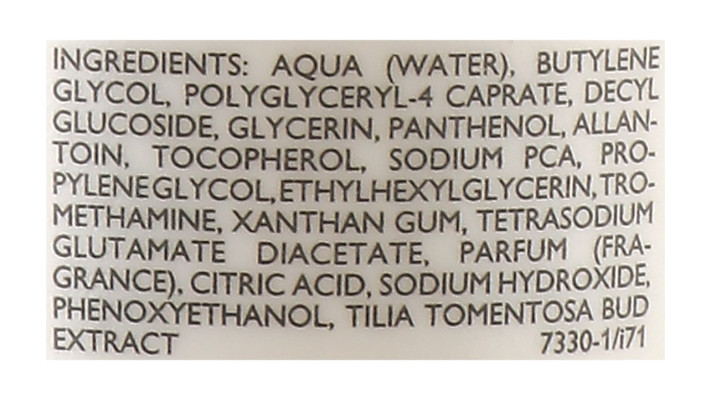 INGREDIENTS: AQUA (WATER), BUTYLENE
GLYCOL, POLYGLYCERYL-4 CAPRATE, DECYL
GLUCOSIDE, GLYCERIN, PANTHENOL, ALLAN-
TOIN, TOCOPHEROL, SODIUM PCA, PRO-
PYLENE GLYCOL, ETHYLHEXYLGLYCERIN, TRO-
METHAMINE, XANTHAN GUM, TETRASODIUM
GLUTAMATE DIACETATE, PARFUM (FRA-
GRANCE), CITRIC ACID, SODIUM HYDROXIDE,
PHENOXYETHANOL, TILIA TOMENTOSA BUD
EXTRACT 7330-1/i71